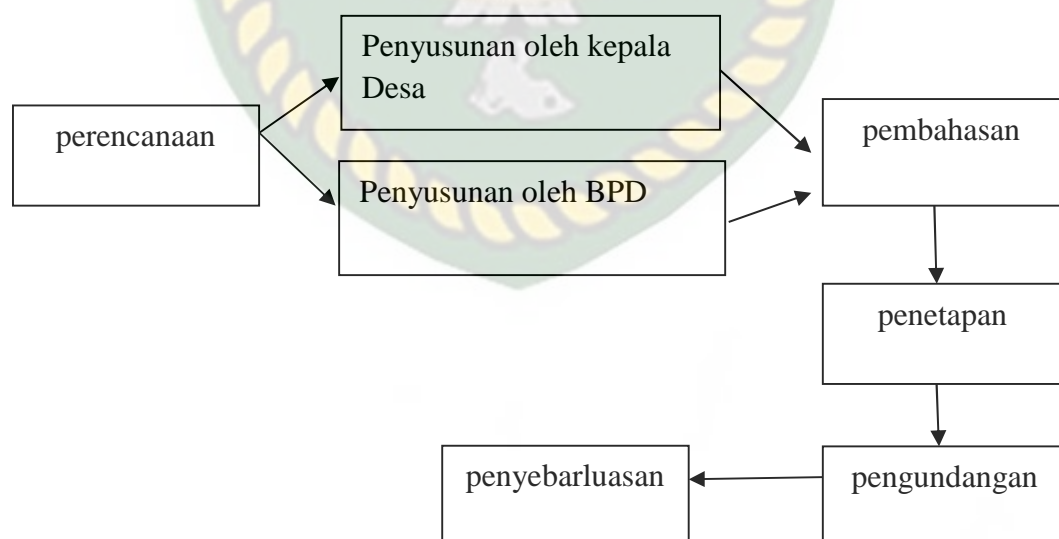 perencanaan
Penyusunan oleh kepala
Desa
Penyusunan oleh BPD
pembahasan
penetapan
pengundangan
penyebarluasan